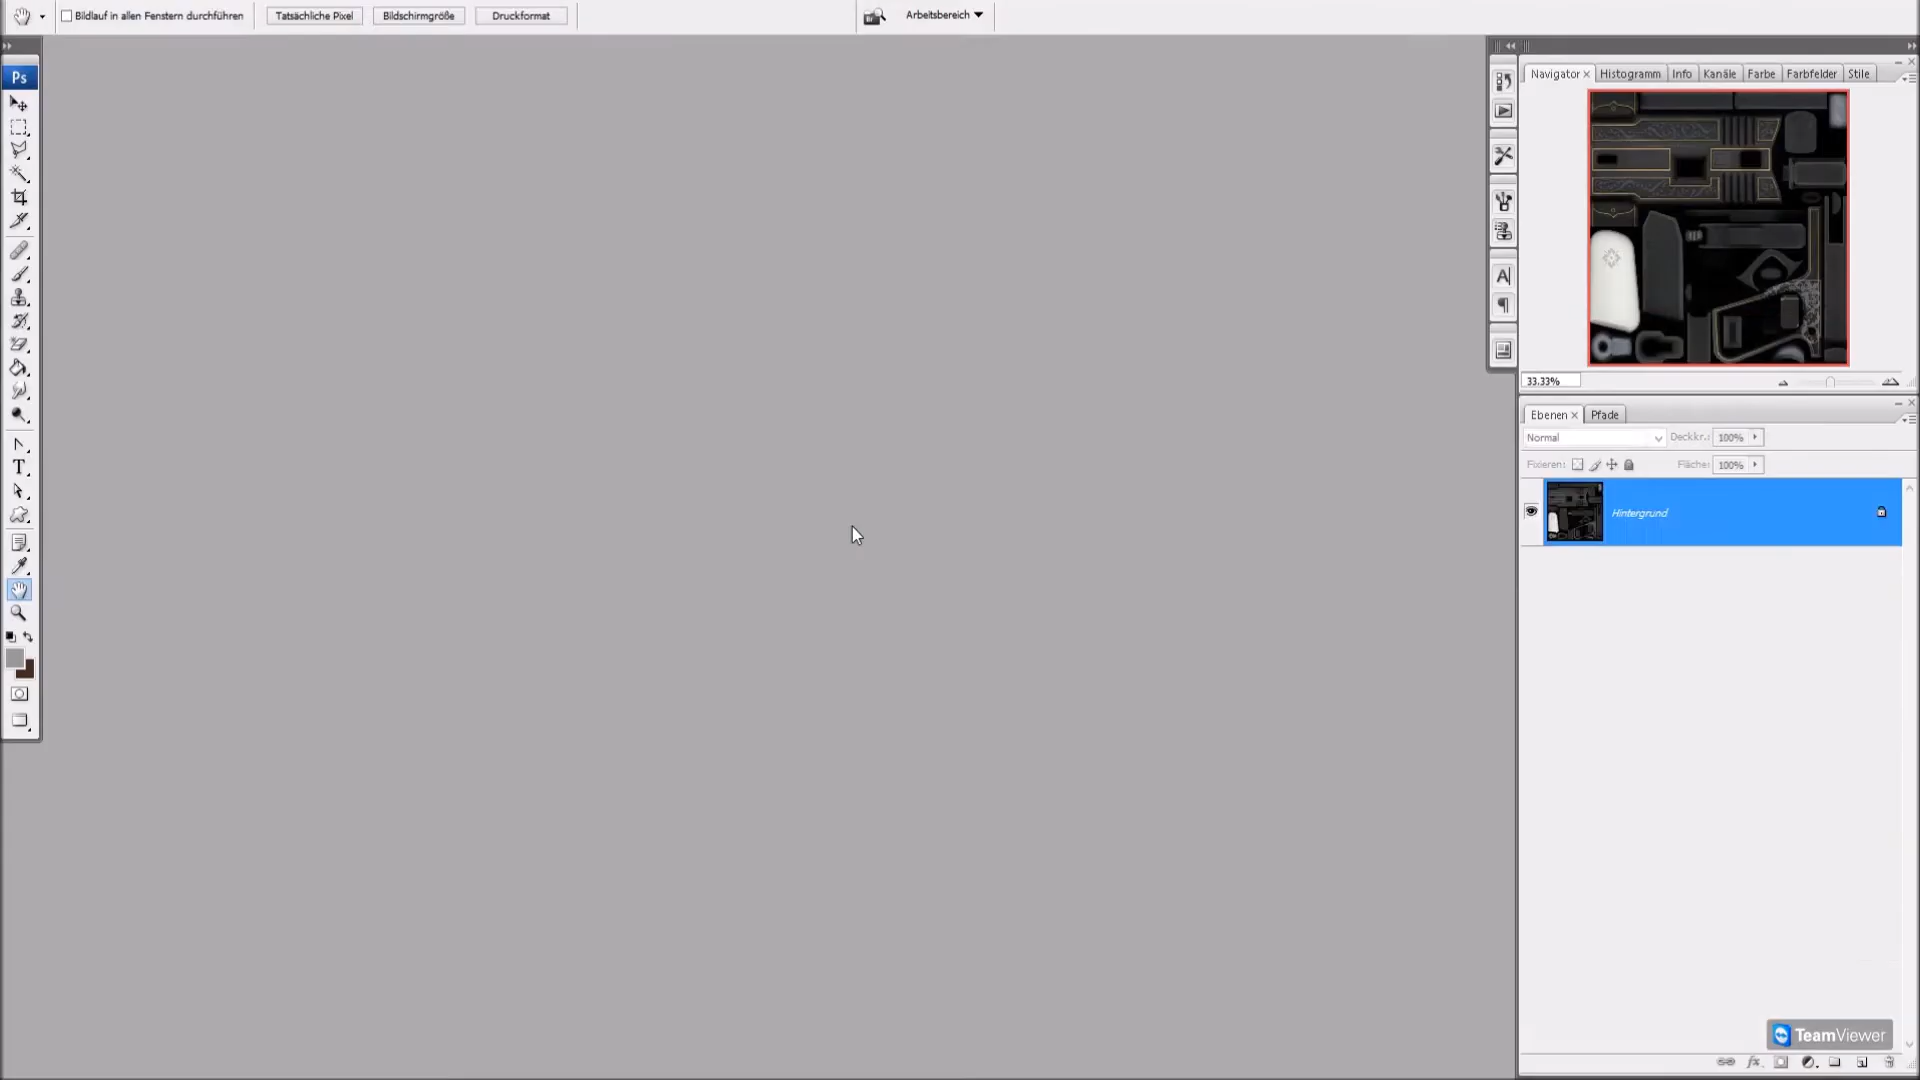 Bildlauf in allen Fenstern durchführen
Tatsächliche Pixel
Bildschirmgröße
Druckformat
Arbeitsbereich
Ps
Navigator
Histogramm
Info
Kanäle
Farbe
Farbfelder
Stile
33.33%
Ebenen
Pfade
Normal
Deckkr.:
100%
Fixieren:
Fläche:
100%
Hintergrund
TeamViewer